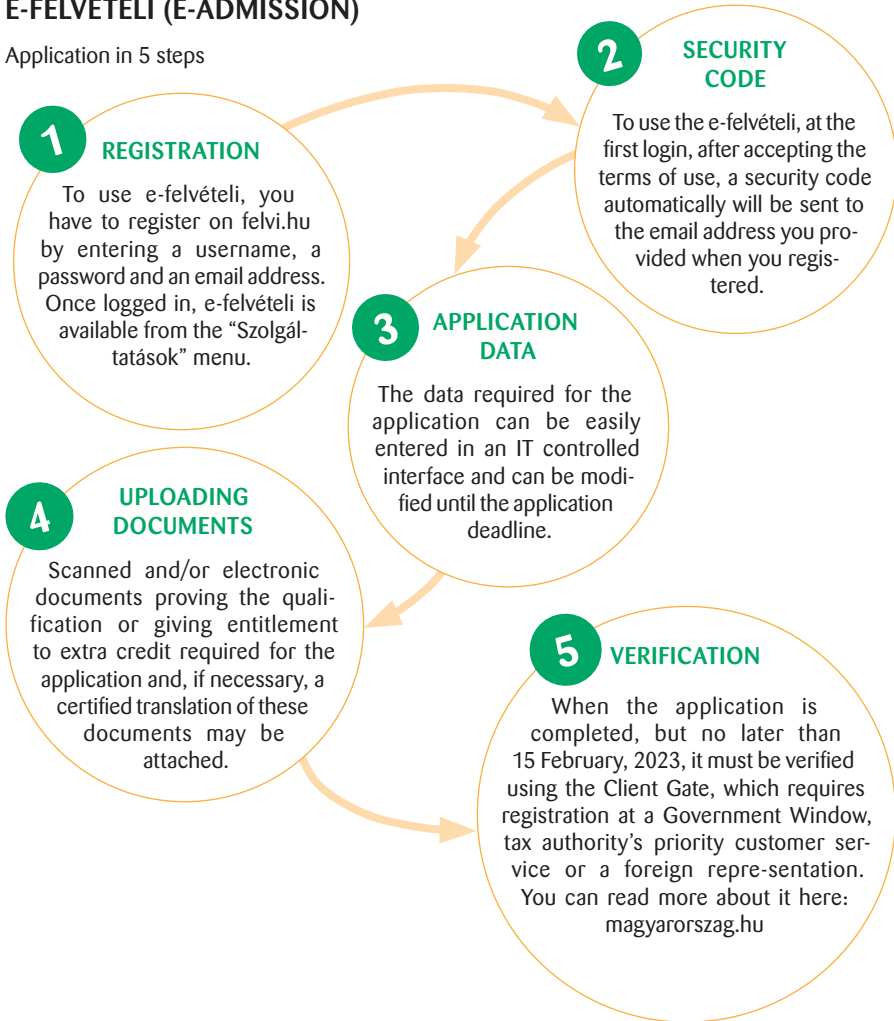 E-FELVÉTELI (E-ADMISSION)
Application in 5 steps
1
REGISTRATION
To use e-felvételi, you
have to register on felvi.hu
by entering a username, a
password and an email address.
Once logged in, e-felvételi is
available from the “Szolgál-
tatások” menu.
2
SECURITY
CODE
To use the e-felvételi, at the
first login, after accepting the
terms of use, a security code
automatically will be sent to
the email address you pro-
vided when you regis-
tered.
3
APPLICATION
DATA
The data required for the
application can be easily
entered in an IT controlled
interface and can be modi-
fied until the application
deadline.
4
UPLOADING
DOCUMENTS
Scanned and/or electronic
documents proving the quali-
fication or giving entitlement
to extra credit required for the
application and, if necessary, a
certified translation of these
documents may be
attached.
5
VERIFICATION
When the application is
completed, but no later than
15 February, 2023, it must be verified
using the Client Gate, which requires
registration at a Government Window,
tax authority’s priority customer ser-
vice or a foreign repre-sentation.
You can read more about it here:
magyarorszag.hu